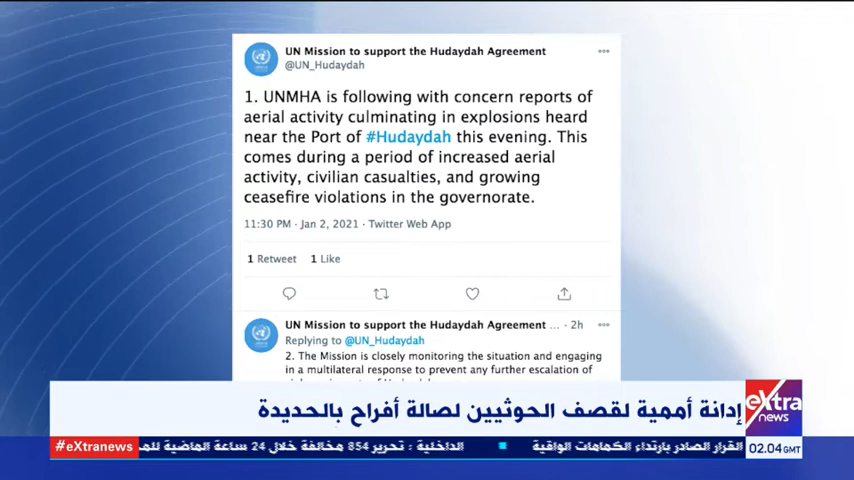 UN Mission to support the Hudaydah Agreement
@UN_Hudaydah
1. UNMHA is following with concern reports of
aerial activity culminating in explosions heard
near the Port of #Hudaydah this evening. This
comes during a period of increased aerial
activity, civilian casualties, and growing
ceasefire violations in the governorate.
11:30 PM · Jan 2, 2021 · Twitter Web App
1 Retweet 1 Like
UN Mission to support the Hudaydah Agreement ... · 2h
Replying to @UN_Hudaydah
2. The Mission is closely monitoring the situation and engaging
in a multilateral response to prevent any further escalation of
إدانة أممية لقصف الحوثيين لصالة أفراح بالحديدة
eXtra
news
القرار الصادر بارتداء الكمامات الواقية
الداخلية : تحرير 854 مخالفة خلال 24 ساعة الماضية
#eXtranews
02.04 GMT